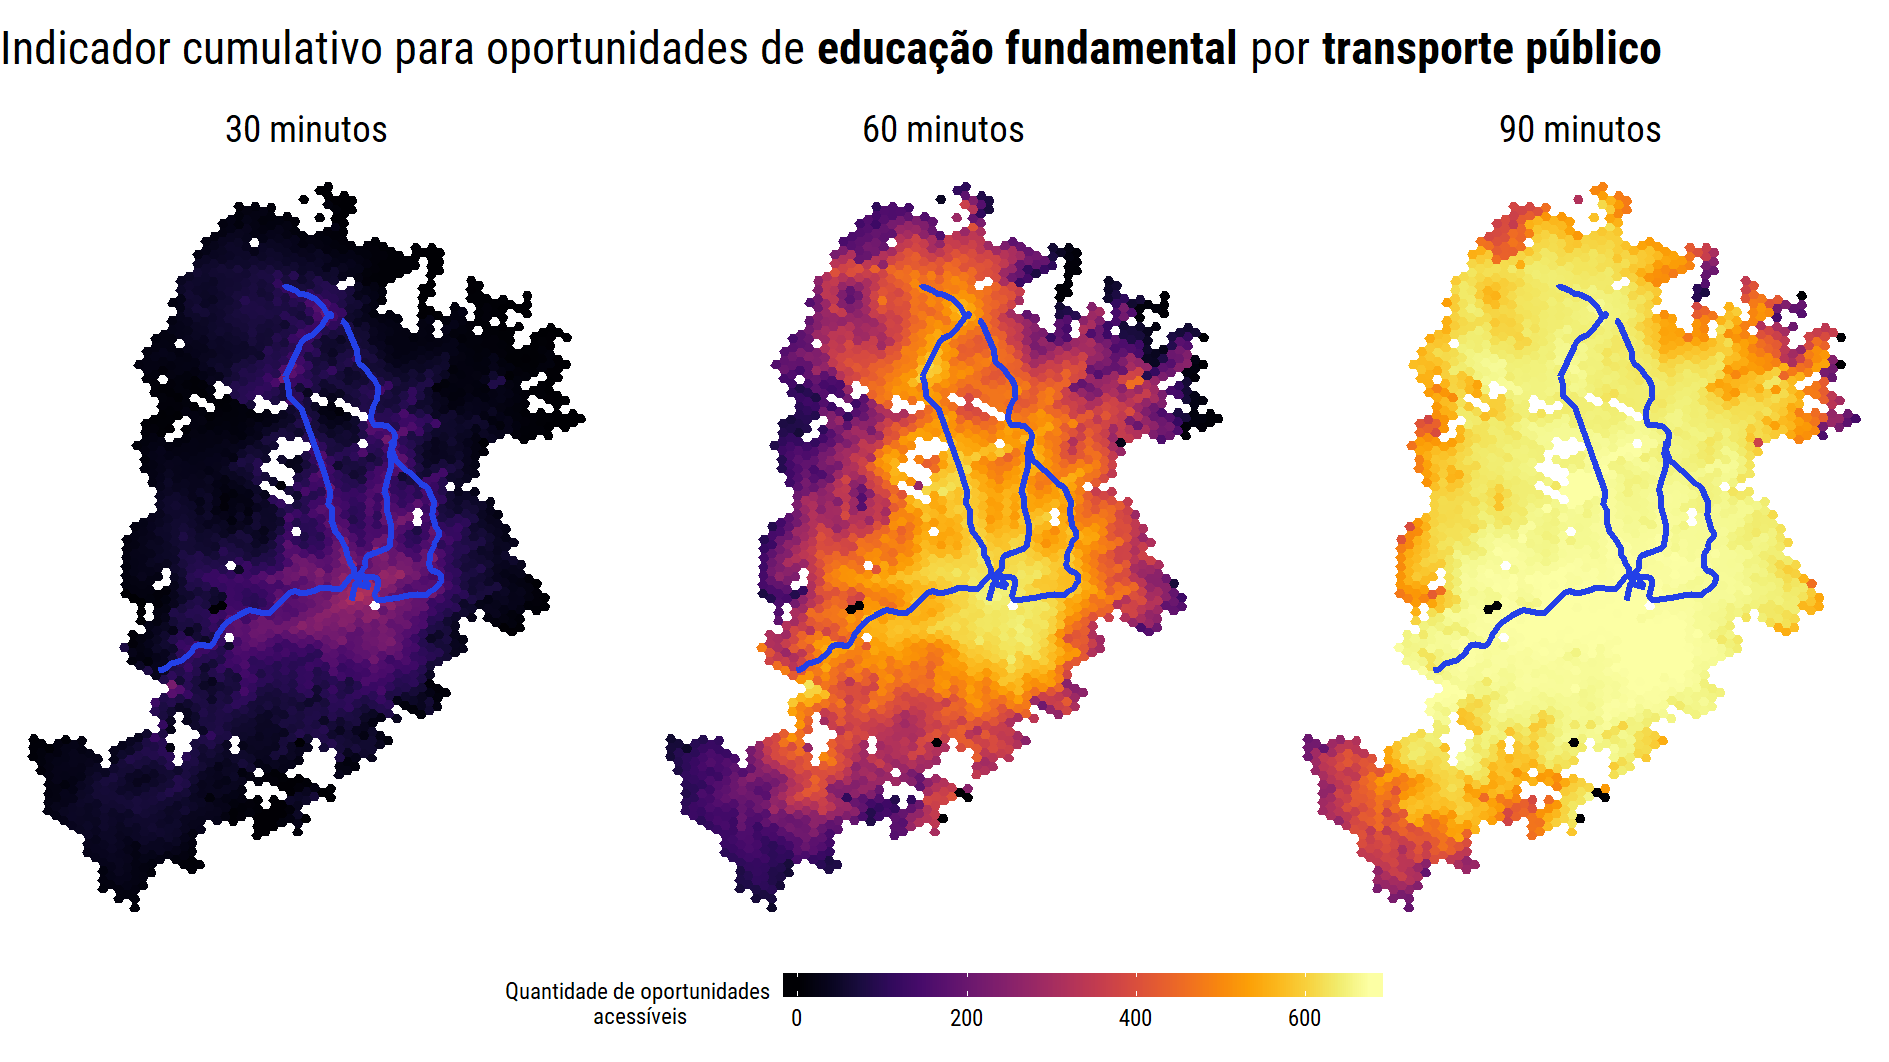 Indicador cumulativo para oportunidades de educação fundamental por transporte público
30 minutos
60 minutos
90 minutos
Quantidade de oportunidades
acessíveis
0
200
400
600